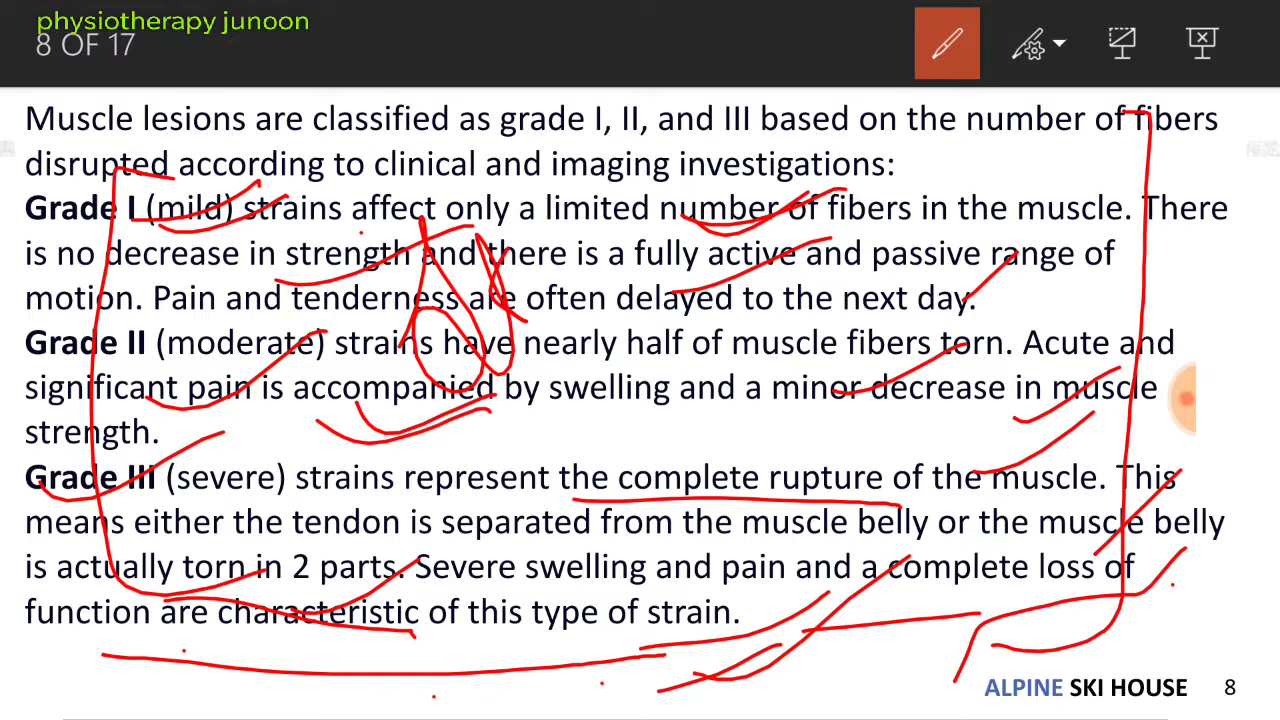 physiotherapy junoon
8 OF 17
Muscle lesions are classified as grade I, II, and III based on the number of fibers
disrupted according to clinical and imaging investigations:
Grade I (mild) strains affect only a limited number of fibers in the muscle. There
is no decrease in strength and there is a fully active and passive range of
motion. Pain and tenderness are often delayed to the next day.
Grade II (moderate) strains have nearly half of muscle fibers torn. Acute and
significant pain is accompanied by swelling and a minor decrease in muscle
strength.
Grade III (severe) strains represent the complete rupture of the muscle. This
means either the tendon is separated from the muscle belly or the muscle belly
is actually torn in 2 parts. Severe swelling and pain and a complete loss of
function are characteristic of this type of strain.
ALPINE SKI HOUSE 8